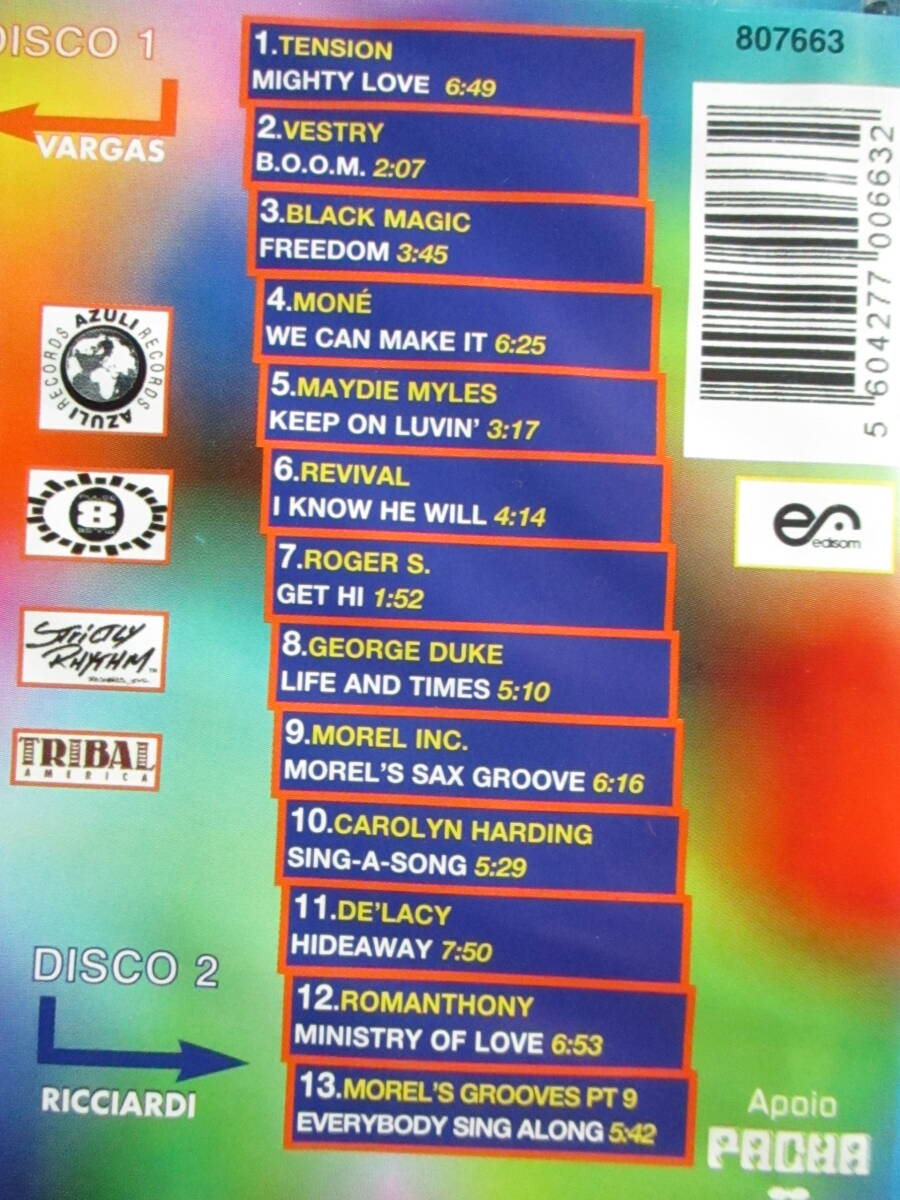 DISCO 1
VARGAS
1.TENSION
MIGHTY LOVE 6:49
2.VESTRY
B.O.O.M. 2:07
3.BLACK MAGIC
FREEDOM 3:45
4.MONÉ
WE CAN MAKE IT 6:25
5.MAYDIE MYLES
KEEP ON LUVIN' 3:17
6.REVIVAL
I KNOW HE WILL 4:14
7.ROGER S.
GET HI 1:52
8.GEORGE DUKE
LIFE AND TIMES 5:10
9.MOREL INC.
MOREL'S SAX GROOVE 6:16
10.CAROLYN HARDING
SING-A-SONG 5:29
11.DE'LACY
HIDEAWAY 7:50
12.ROMANTHONY
MINISTRY OF LOVE 6:53
13.MOREL'S GROOVES PT 9
EVERYBODY SING ALONG 5:42
807663
5 604277 006632
edisom
AZULI RECORDS AZULI RECORDS
PULSE
8
STRICTLY
RHYTHM
TM
TRIBAL
AMERICA
DISCO 2
RICCIARDI
Apoio
PACHA